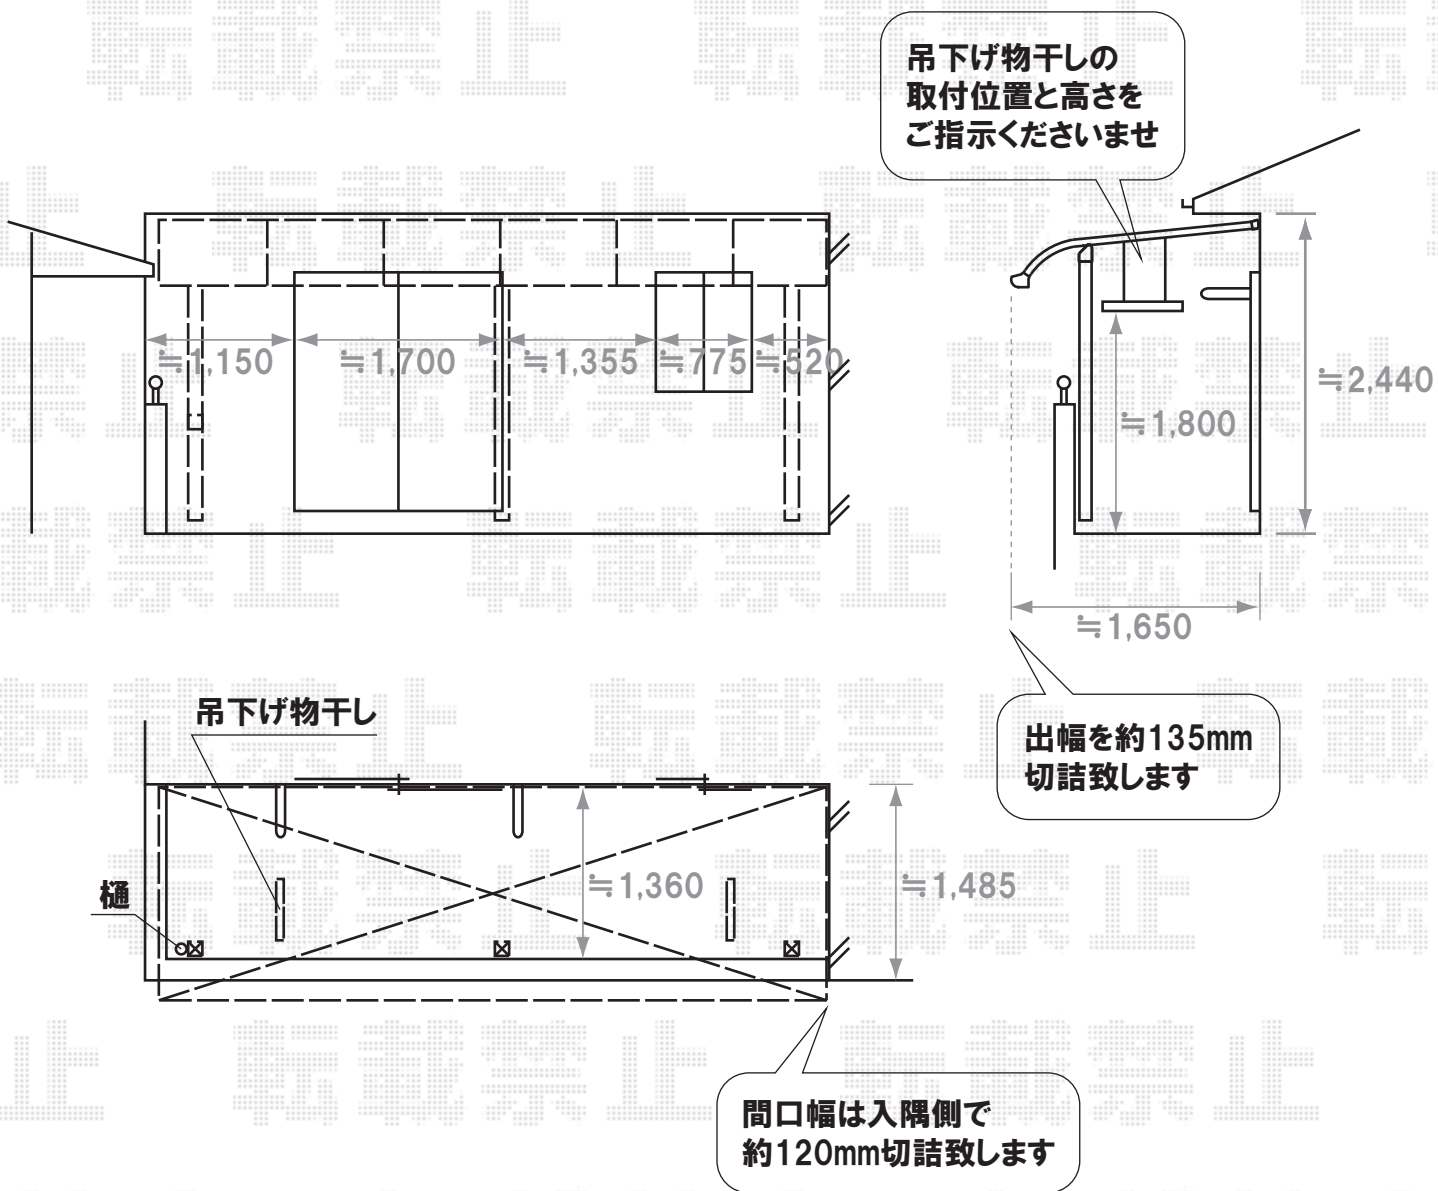 吊下げ物干しの
取付位置と高さを
ご指示くださいませ
≒1,150
≒1,700
≒1,355
≒775
≒520
≒2,440
≒1,800
≒1,650
出幅を約135mm
切詰致します
吊下げ物干し
樋
≒1,360
≒1,485
間口幅は入隅側で
約120mm切詰致します
転載禁止